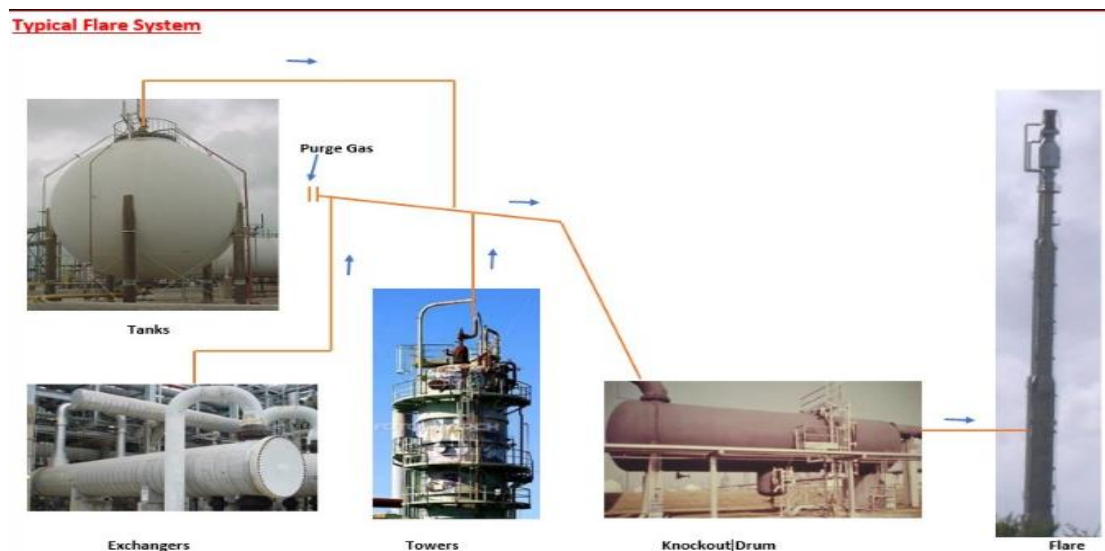 Typical Flare System
Purge Gas
Tanks
Exchangers
Towers
Knockout|Drum
Flare